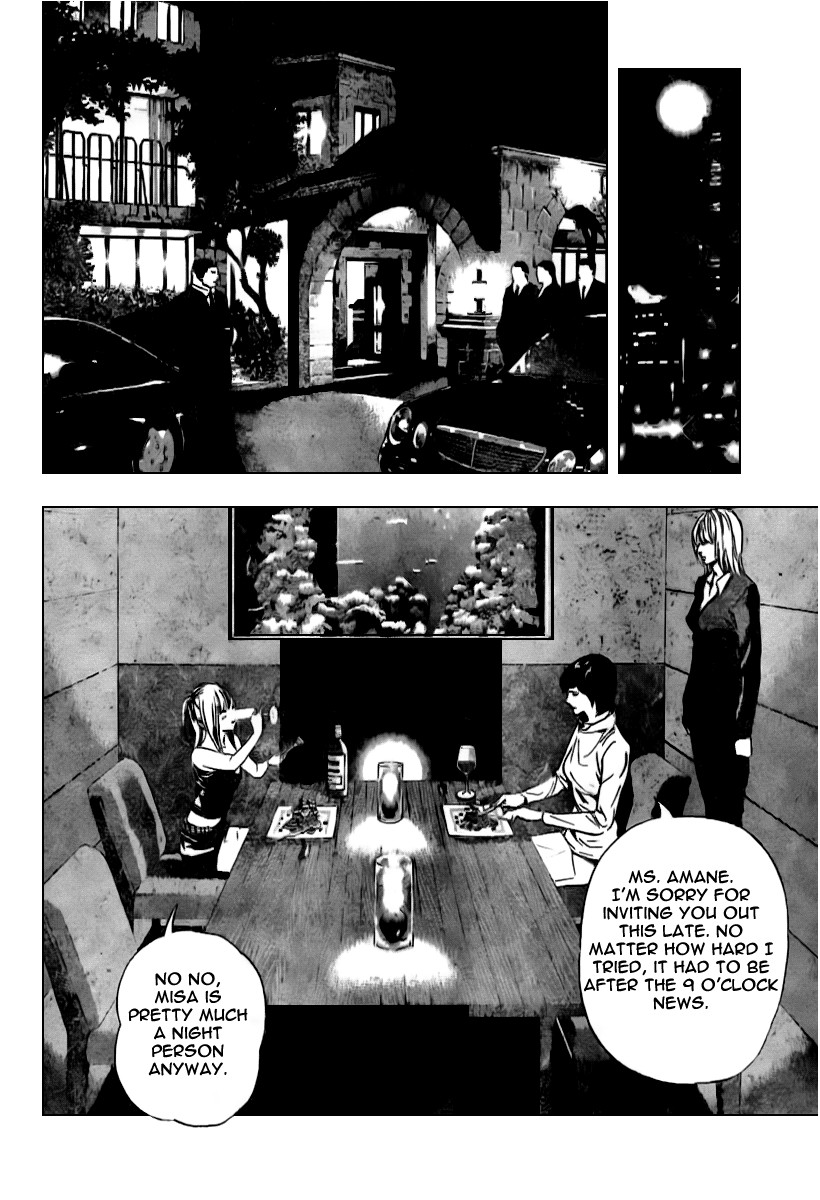 MS. AMANE.
I'M SORRY FOR
INVITING YOU OUT
THIS LATE. NO
MATTER HOW HARD I
TRIED, IT HAD TO BE
AFTER THE 9 O'CLOCK
NEWS.
NO NO,
MISA IS
PRETTY MUCH
A NIGHT
PERSON
ANYWAY.